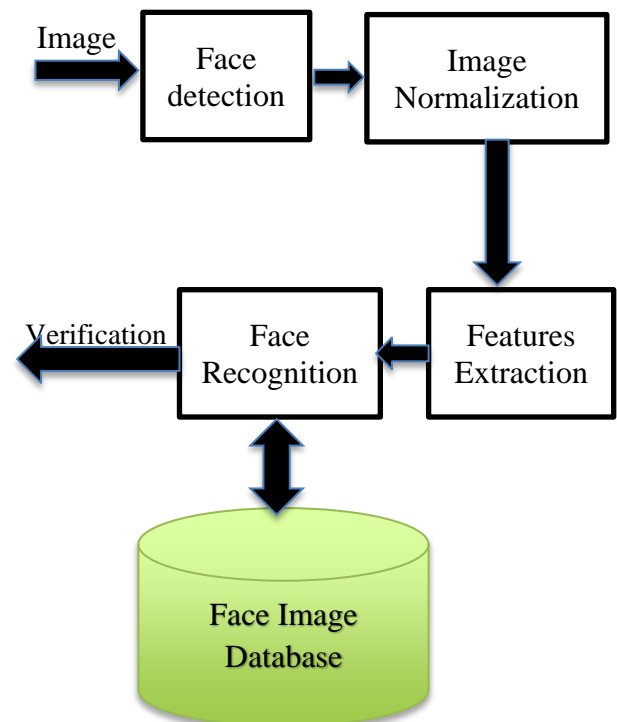 Image
Face
detection
Image
Normalization
Verification
Face
Recognition
Features
Extraction
Face Image
Database